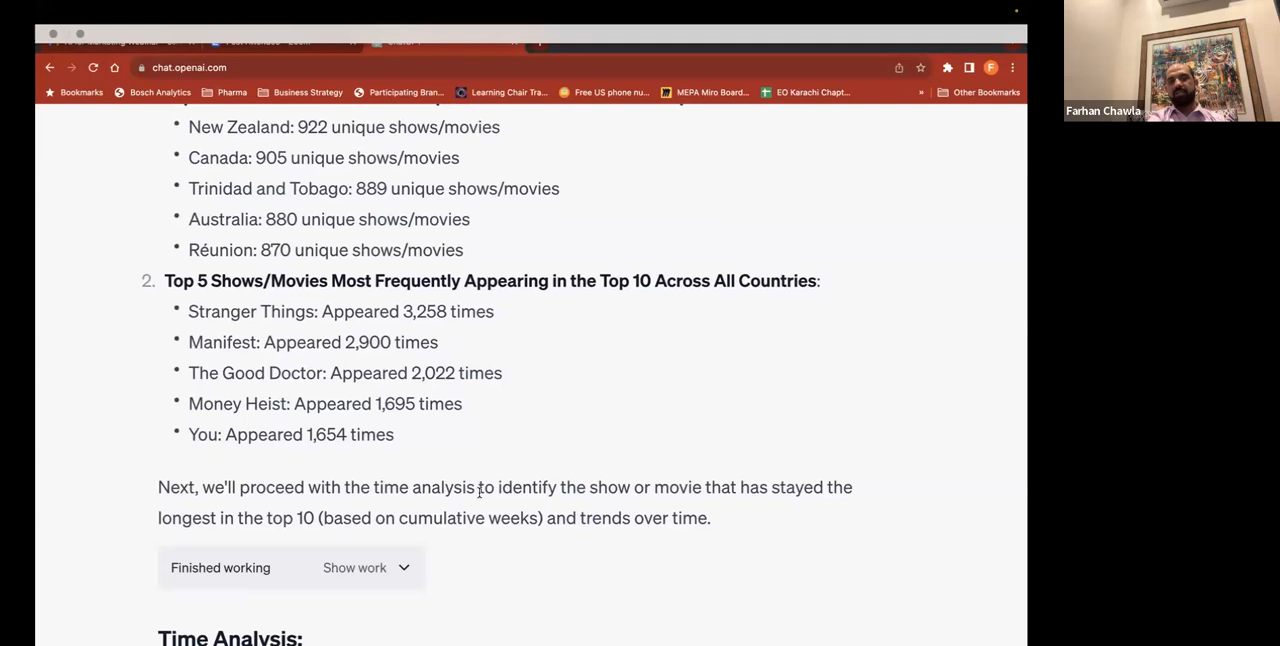 chat.openai.com
Bookmarks Bosch Analytics Pharma Business Strategy Participating Bran... Learning Chair Tra... Free US phone nu... MEPA Miro Board... EO Karachi Chapt... » Other Bookmarks
F
Farhan Chawla
• New Zealand: 922 unique shows/movies
• Canada: 905 unique shows/movies
• Trinidad and Tobago: 889 unique shows/movies
• Australia: 880 unique shows/movies
• Réunion: 870 unique shows/movies
2. Top 5 Shows/Movies Most Frequently Appearing in the Top 10 Across All Countries:
• Stranger Things: Appeared 3,258 times
• Manifest: Appeared 2,900 times
• The Good Doctor: Appeared 2,022 times
• Money Heist: Appeared 1,695 times
• You: Appeared 1,654 times
Next, we'll proceed with the time analysis to identify the show or movie that has stayed the
longest in the top 10 (based on cumulative weeks) and trends over time.
Finished working Show work
Time Analysis: